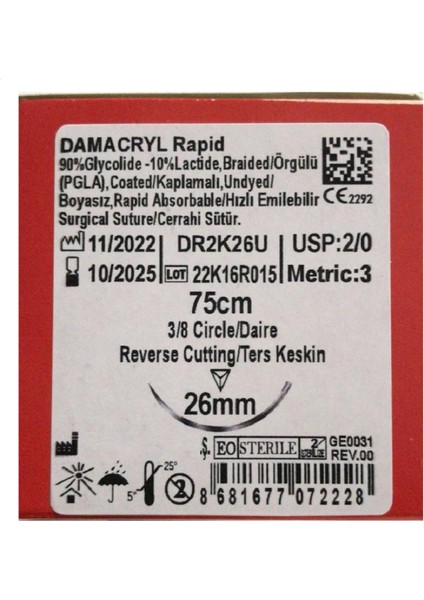 DAMACRYL Rapid
90%Glycolide -10%Lactide,Braided/Örgülü
(PGLA),Coated/Kaplamalı,Undyed/
Boyasız,Rapid Absorbable/Hızlı Emilebilir
CE 2292
Surgical Suture/Cerrahi Sütür.
11/2022 DR2K26U USP:2/0
10/2025 LOT 22K16R015 Metric:3
75cm
3/8 Circle/Daire
Reverse Cutting/Ters Keskin
26mm
EO STERILE
GE0031
REV.00
25°
5°
2
8 681677 072228 >